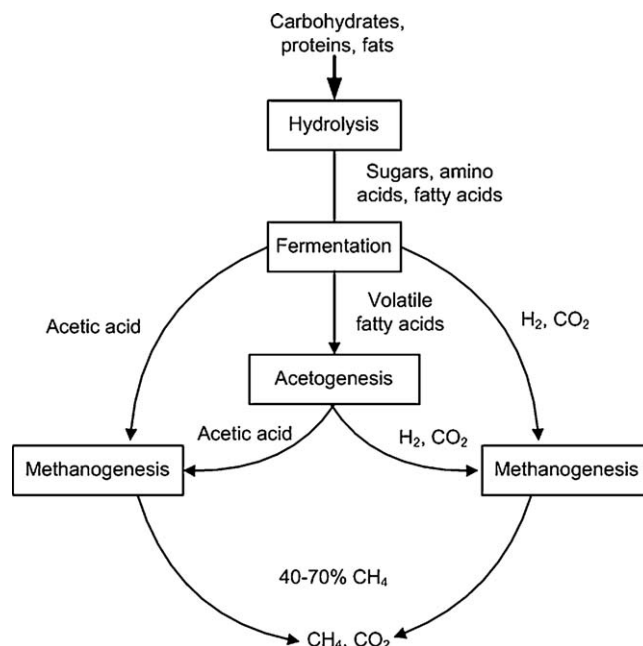 Carbohydrates,
proteins, fats
Hydrolysis
Sugars, amino
acids, fatty acids
Fermentation
Acetic acid
Volatile
fatty acids
H₂, CO₂
Acetogenesis
Acetic acid
H₂, CO₂
Methanogenesis
Methanogenesis
40-70% CH₄
CH₄, CO₂